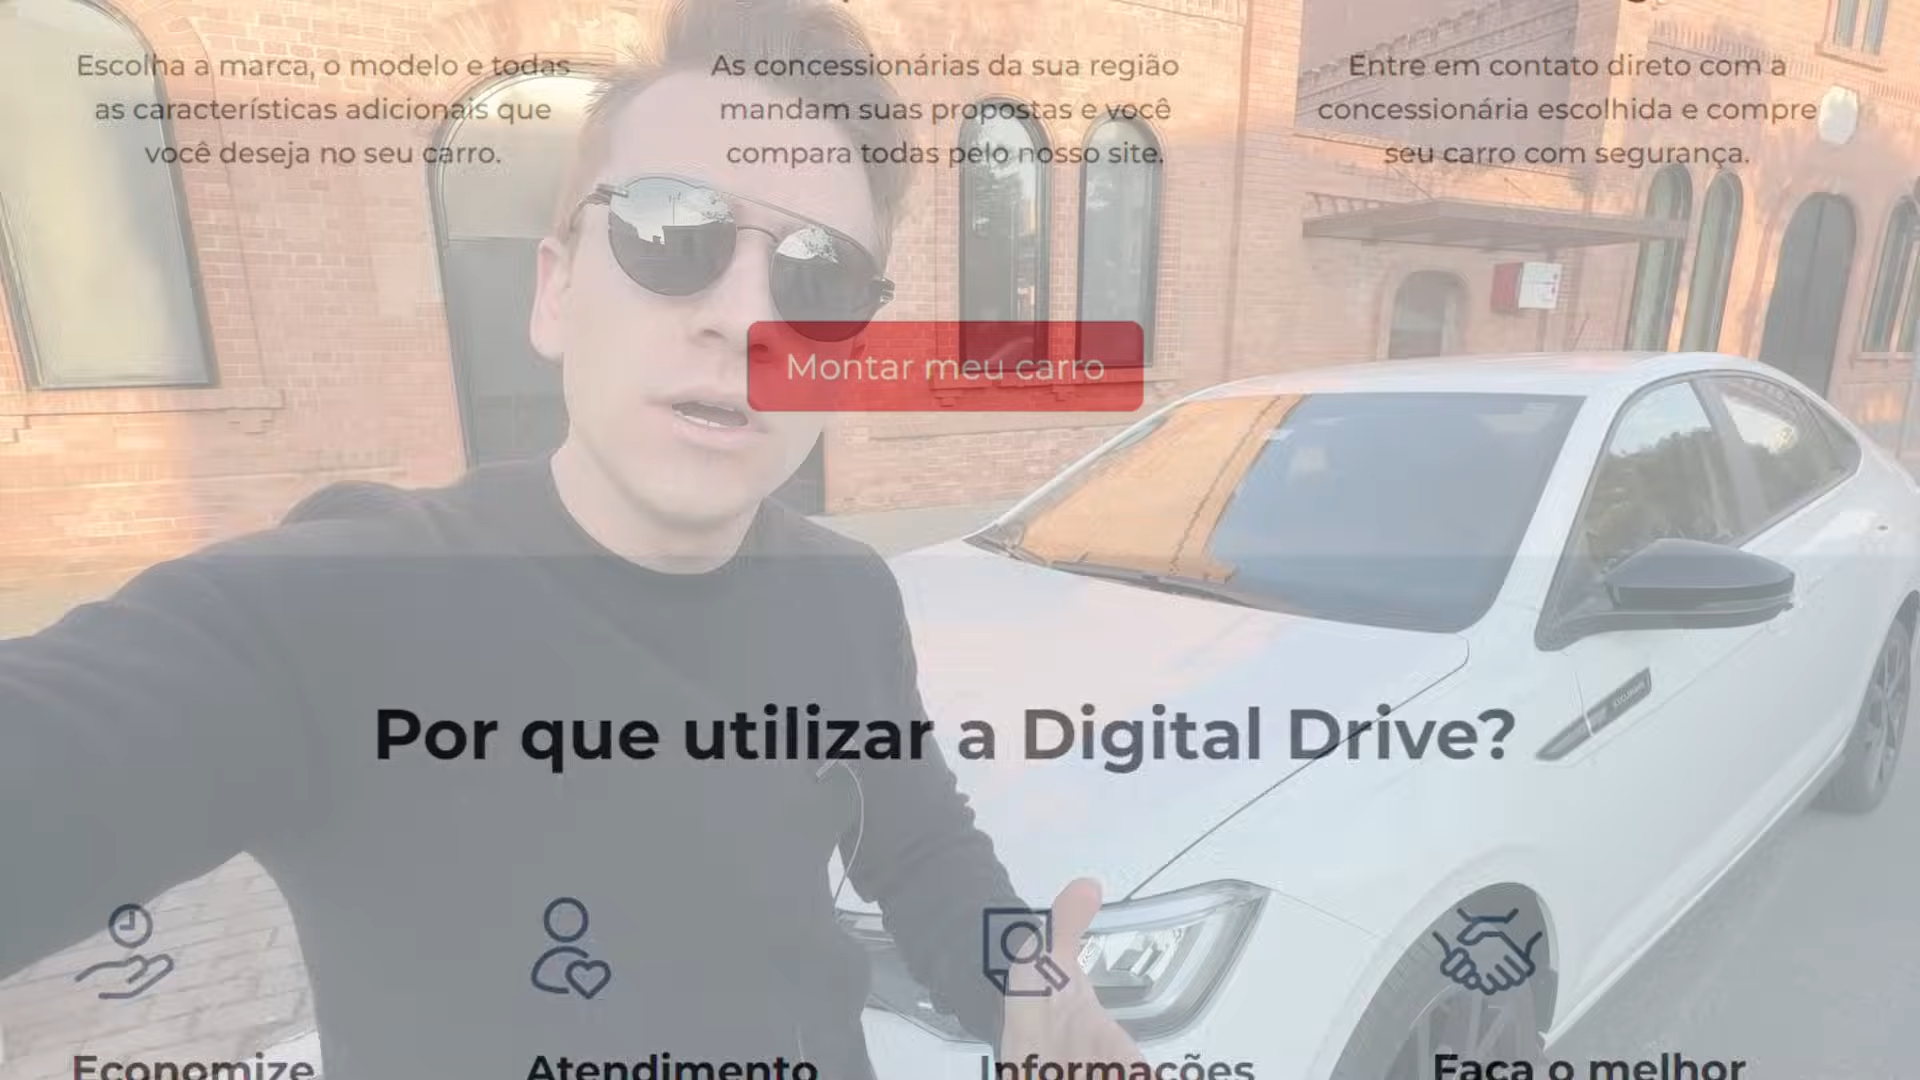 Escolha a marca, o modelo e todas
as características adicionais que
você deseja no seu carro.
As concessionárias da sua região
mandam suas propostas e você
compara todas pelo nosso site.
Entre em contato direto com a
concessionária escolhida e compre
seu carro com segurança.
Montar meu carro
Por que utilizar a Digital Drive?
Economize
Atendimento
Informações
Faça o melhor